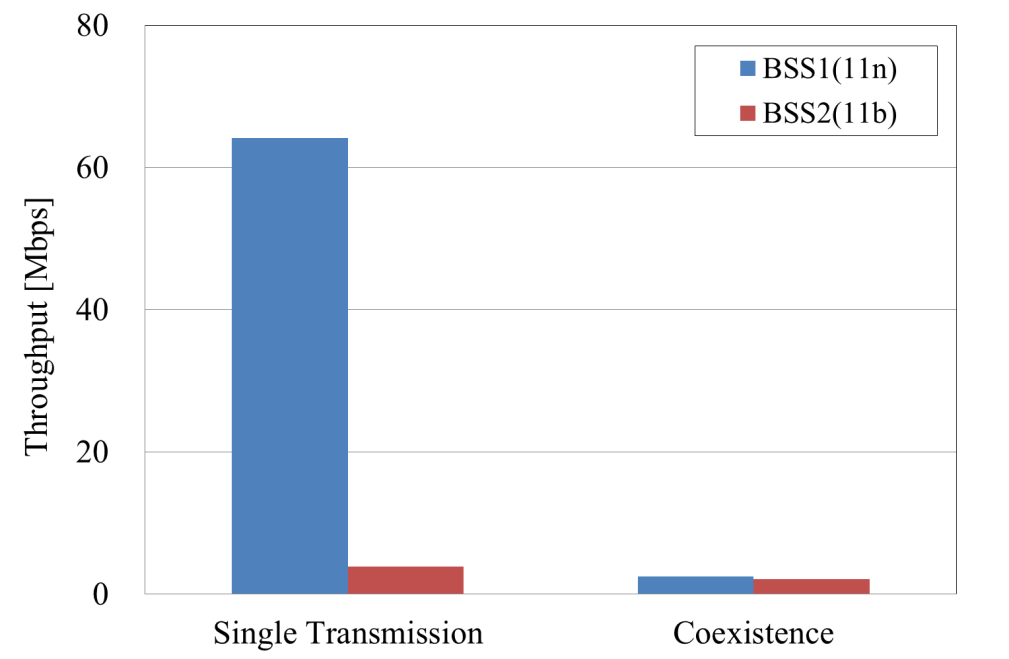 80
60
40
20
0
Throughput [Mbps]
BSS1(11n)
BSS2(11b)
Single Transmission
Coexistence